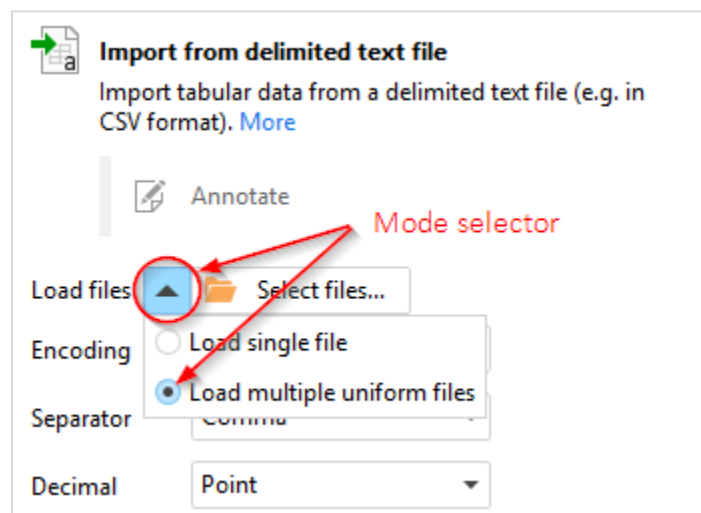 a
Import from delimited text file
Import tabular data from a delimited text file (e.g. in
CSV format). More
Annotate
Mode selector
Load files
Select files...
Encoding
Load single file
Load multiple uniform files
Separator
Comma
Decimal
Point